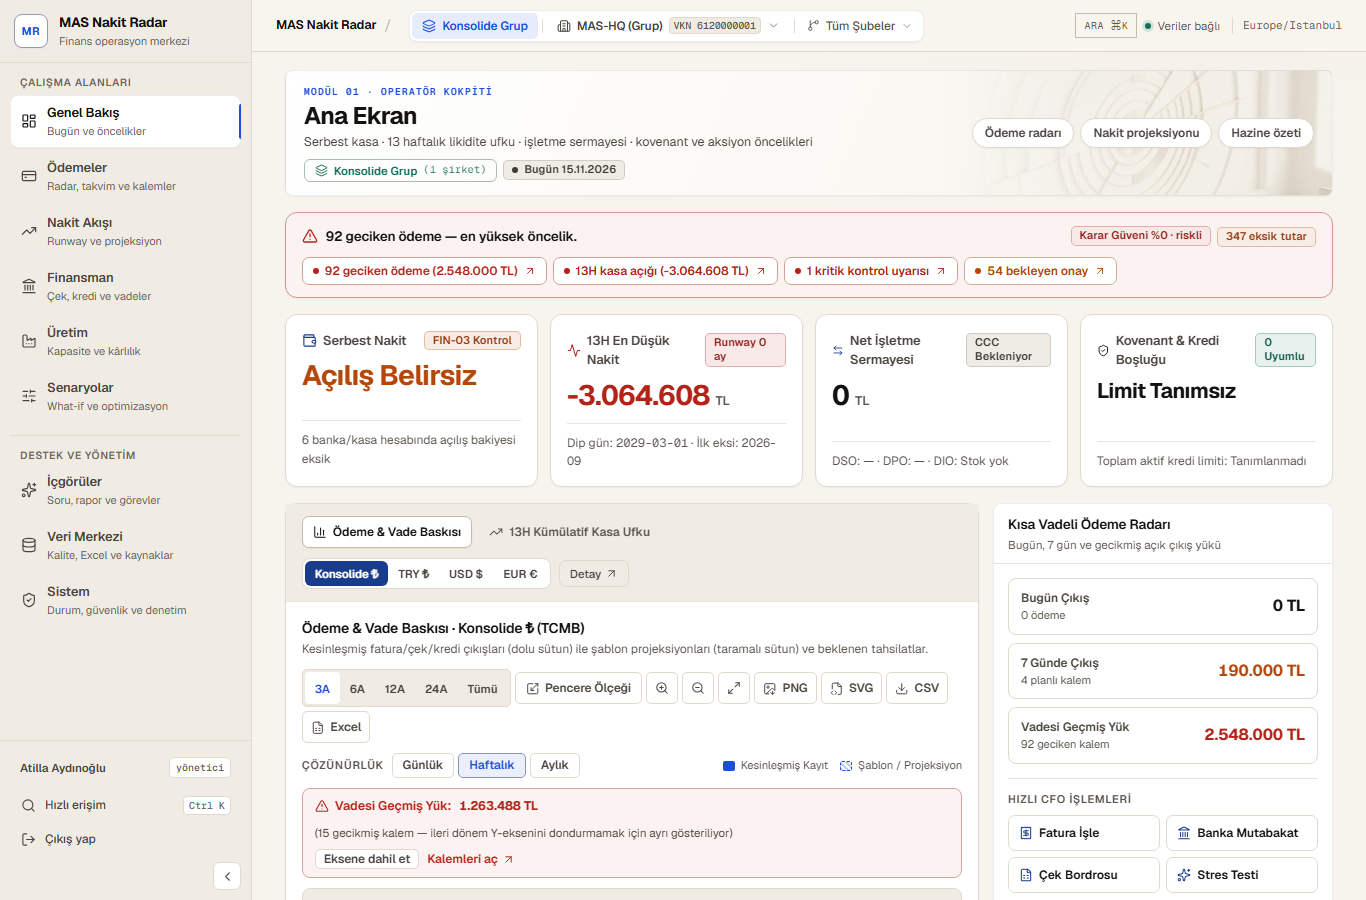 MR
MAS Nakit Radar
Finans operasyon merkezi
ÇALIŞMA ALANLARI
Genel Bakış
Bugün ve öncelikler
Ödemeler
Radar, takvim ve kalemler
Nakit Akışı
Runway ve projeksiyon
Finansman
Çek, kredi ve vadeler
Üretim
Kapasite ve kârlılık
Senaryolar
What-if ve optimizasyon
DESTEK VE YÖNETİM
İçgörüler
Soru, rapor ve görevler
Veri Merkezi
Kalite, Excel ve kaynaklar
Sistem
Durum, güvenlik ve denetim
Atilla Aydınoğlu yönetici
Hızlı erişim Ctrl K
Çıkış yap
MAS Nakit Radar / Konsolide Grup MAS-HQ (Grup) VKN 6120000001 Tüm Şubeler ARA ⌘K Veriler bağlı Europe/Istanbul
MODÜL 01 · OPERATÖR KOKPİTİ
Ana Ekran
Serbest kasa · 13 haftalık likidite ufku · işletme sermayesi · kovenant ve aksiyon öncelikleri
Konsolide Grup (1 şirket) Bugün 15.11.2026
Ödeme radarı Nakit projeksiyonu Hazine özeti
92 geciken ödeme — en yüksek öncelik.
Karar Güveni %0 · riskli 347 eksik tutar
92 geciken ödeme (2.548.000 TL) 13H kasa açığı (-3.064.608 TL) 1 kritik kontrol uyarısı 54 bekleyen onay
Serbest Nakit FIN-03 Kontrol
Açılış Belirsiz
6 banka/kasa hesabında açılış bakiyesi
eksik
13H En Düşük
Nakit
Runway 0
ay
-3.064.608 TL
Dip gün: 2029-03-01 · İlk eksi: 2026-
09
Net İşletme
Sermayesi
CCC
Bekleniyor
0 TL
DSO: — · DPO: — · DIO: Stok yok
Kovenant & Kredi
Boşluğu
0
Uyumlu
Limit Tanımsız
Toplam aktif kredi limiti: Tanımlanmadı
Ödeme & Vade Baskısı 13H Kümülatif Kasa Ufku
Konsolide ₺ TRY ₺ USD $ EUR € Detay
Ödeme & Vade Baskısı · Konsolide ₺ (TCMB)
Kesinleşmiş fatura/çek/kredi çıkışları (dolu sütun) ile şablon projeksiyonları (taramalı sütun) ve beklenen tahsilatlar.
3A 6A 12A 24A Tümü Pencere Ölçeği PNG SVG CSV
Excel
ÇÖZÜNÜRLÜK Günlük Haftalık Aylık Kesinleşmiş Kayıt Şablon / Projeksiyon
Vadesi Geçmiş Yük: 1.263.488 TL
(15 gecikmiş kalem — ileri dönem Y-eksenini dondurmamak için ayrı gösteriliyor)
Eksene dahil et Kalemleri aç
Kısa Vadeli Ödeme Radarı
Bugün, 7 gün ve gecikmiş açık çıkış yükü
Bugün Çıkış
0 ödeme
0 TL
7 Günde Çıkış
4 planlı kalem
190.000 TL
Vadesi Geçmiş Yük
92 geciken kalem
2.548.000 TL
HIZLI CFO İŞLEMLERİ
Fatura İşle Banka Mutabakat
Çek Bordrosu Stres Testi